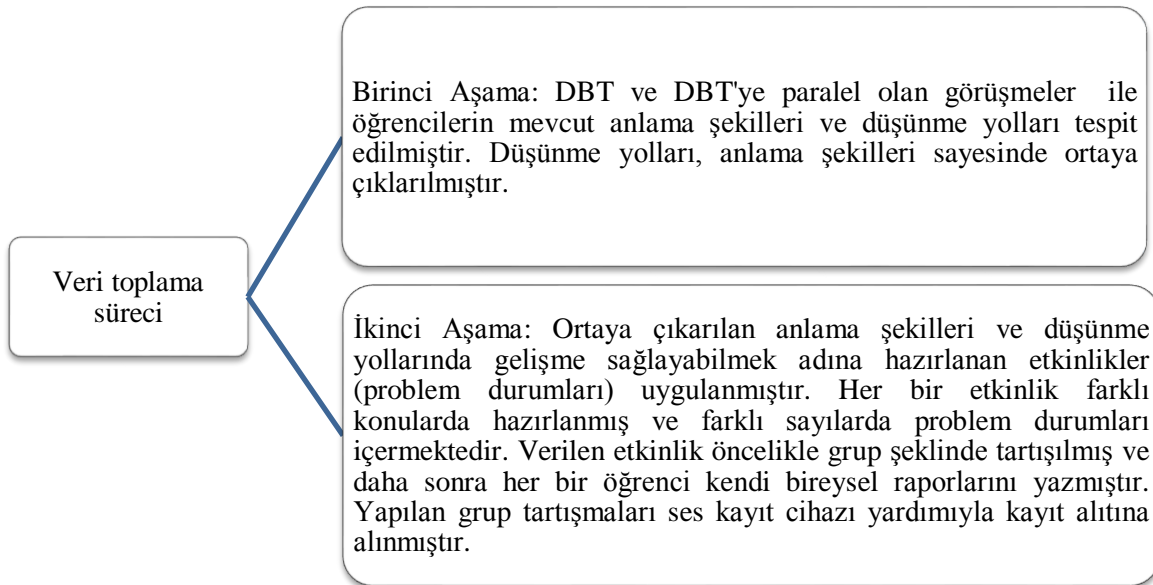 Birinci Aşama: DBT ve DBT'ye paralel olan görüşmeler ile
öğrencilerin mevcut anlama şekilleri ve düşünme yolları tespit
edilmiştir. Düşünme yolları, anlama şekilleri sayesinde ortaya
çıklarılmıştır.
Veri toplama
süreci
İkinci Aşama: Ortaya çıkarılan anlama şekilleri ve düşünme
yollarında gelişme sağlayabilmek adına hazırlanan etkinlikler
(problem durumları) uygulanmıştır. Her bir etkinlik farklı
konularda hazırlanmış ve farklı sayılarda problem durumları
içermektedir. Verilen etkinlik öncelikle grup şeklinde tartışılmış ve
daha sonra her bir öğrenci kendi bireysel raporlarını yazmıştır.
Yapılan grup tartışmaları ses kayıt cihazı yardımıyla kayıt alıtına
alınmıştır.